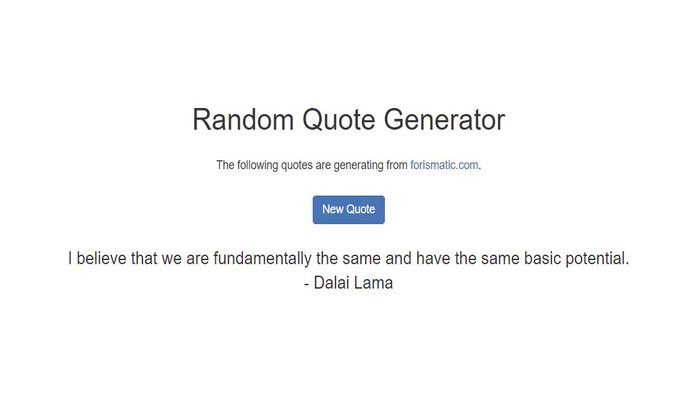 Random Quote Generator
The following quotes are generating from forismatic.com.
New Quote
I believe that we are fundamentally the same and have the same basic potential.
- Dalai Lama